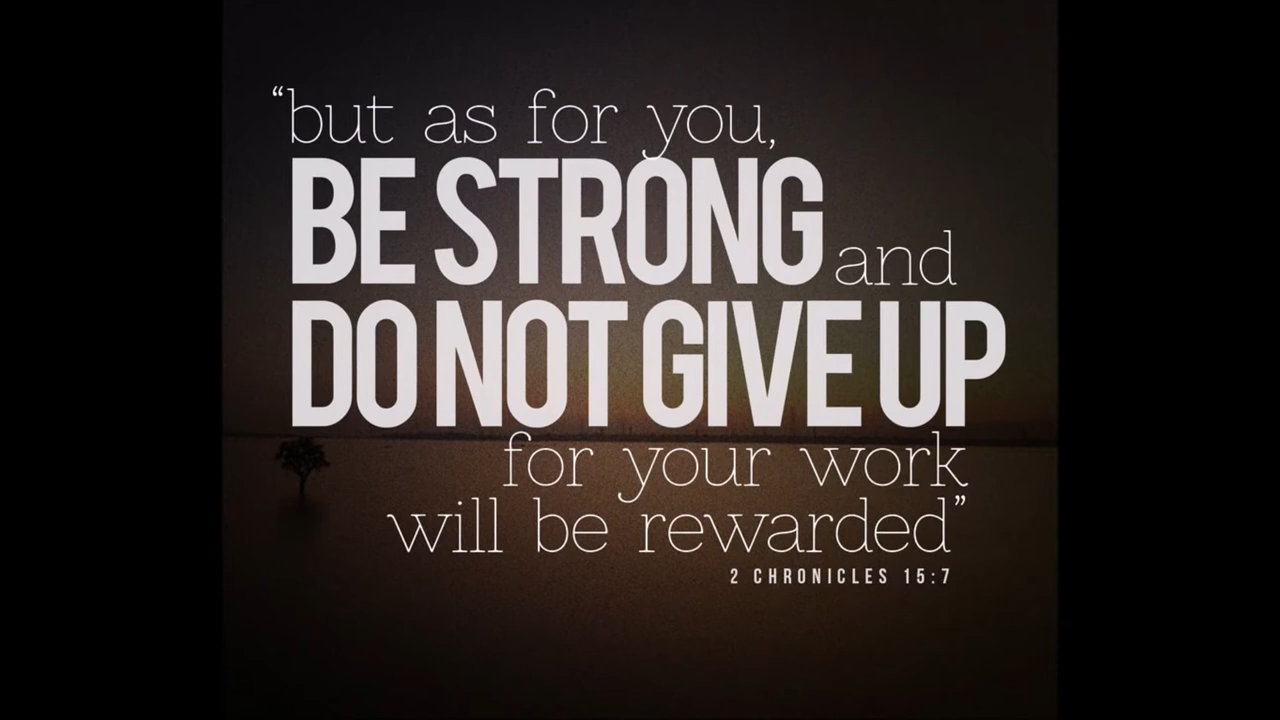 “but as for you,
BE STRONG and
DO NOT GIVE UP
for your work
will be rewarded”
2 CHRONICLES 15:7